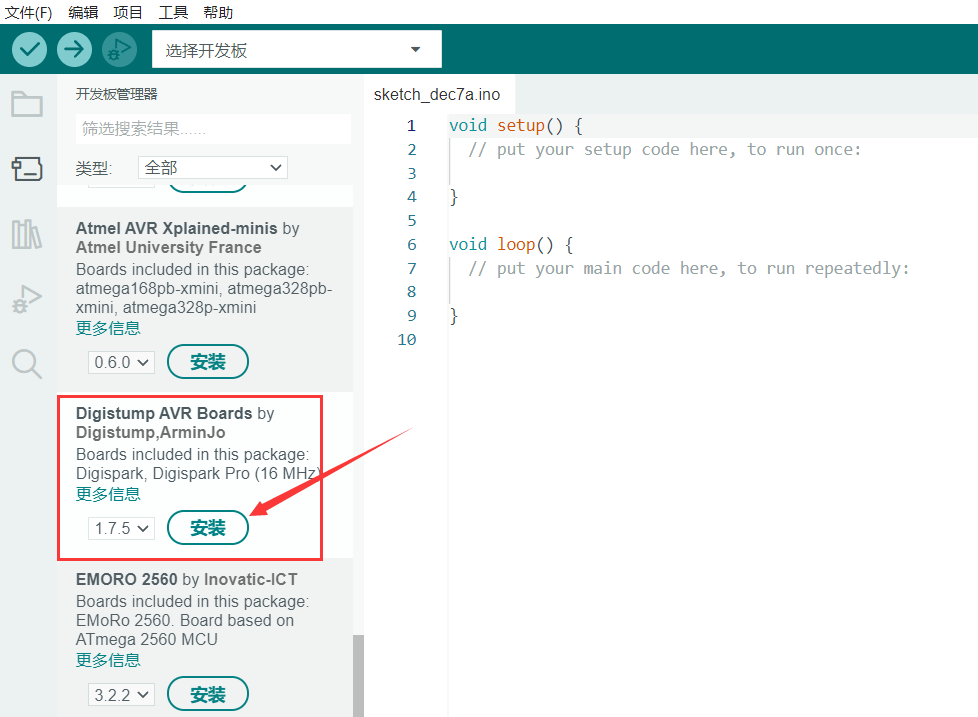 文件(F) 编辑 项目 工具 帮助
选择开发板
开发板管理器
筛选搜索结果......
类型: 全部
Atmel AVR Xplained-minis by
Atmel University France
Boards included in this package:
atmega168pb-xmini, atmega328pb-
xmini, atmega328p-xmini
更多信息
0.6.0 安装
Digistump AVR Boards by
Digistump,ArminJo
Boards included in this package:
Digispark, Digispark Pro (16 MHz)
更多信息
1.7.5 安装
EMORO 2560 by Inovatic-ICT
Boards included in this package:
EMoRo 2560. Board based on
ATmega 2560 MCU
更多信息
3.2.2 安装
sketch_dec7a.ino
1 void setup() {
2 // put your setup code here, to run once:
3
4 }
5
6 void loop() {
7 // put your main code here, to run repeatedly:
8
9 }
10